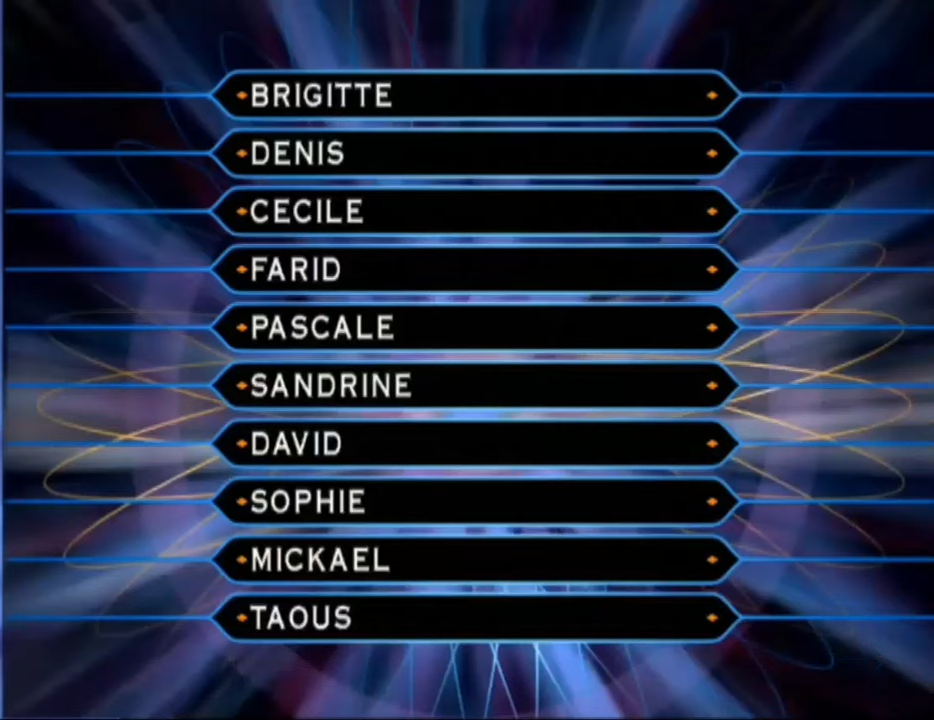 BRIGITTE
DENIS
CECILE
FARID
PASCALE
SANDRINE
DAVID
SOPHIE
MICKAEL
TAOUS